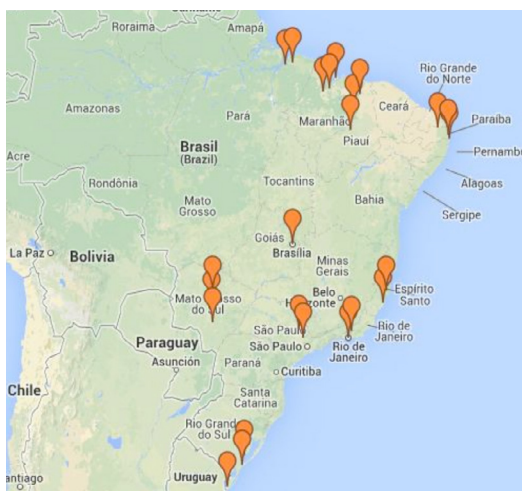 Roraima
Amapá
Rio Grande
do Norte
Amazonas
Pará
Maranhão
Ceará
Paraíba
Piauí
Brasil
(Brazil)
Pernambu
Acre
Rondônia
Tocantins
Alagoas
Mato
Grosso
Bahia
Sergipe
Goiás
Brasília
La Paz
Bolivia
Minas
Gerais
Mato Grosso
do Sul
Belo
Horizonte
Espírito
Santo
São Paulo
Rio de
Janeiro
Paraguay
São Paulo
Rio de
Janeiro
Asunción
Paraná
Curitiba
Chile
Santa
Catarina
Rio Grande
do Sul
antiago
Uruguay